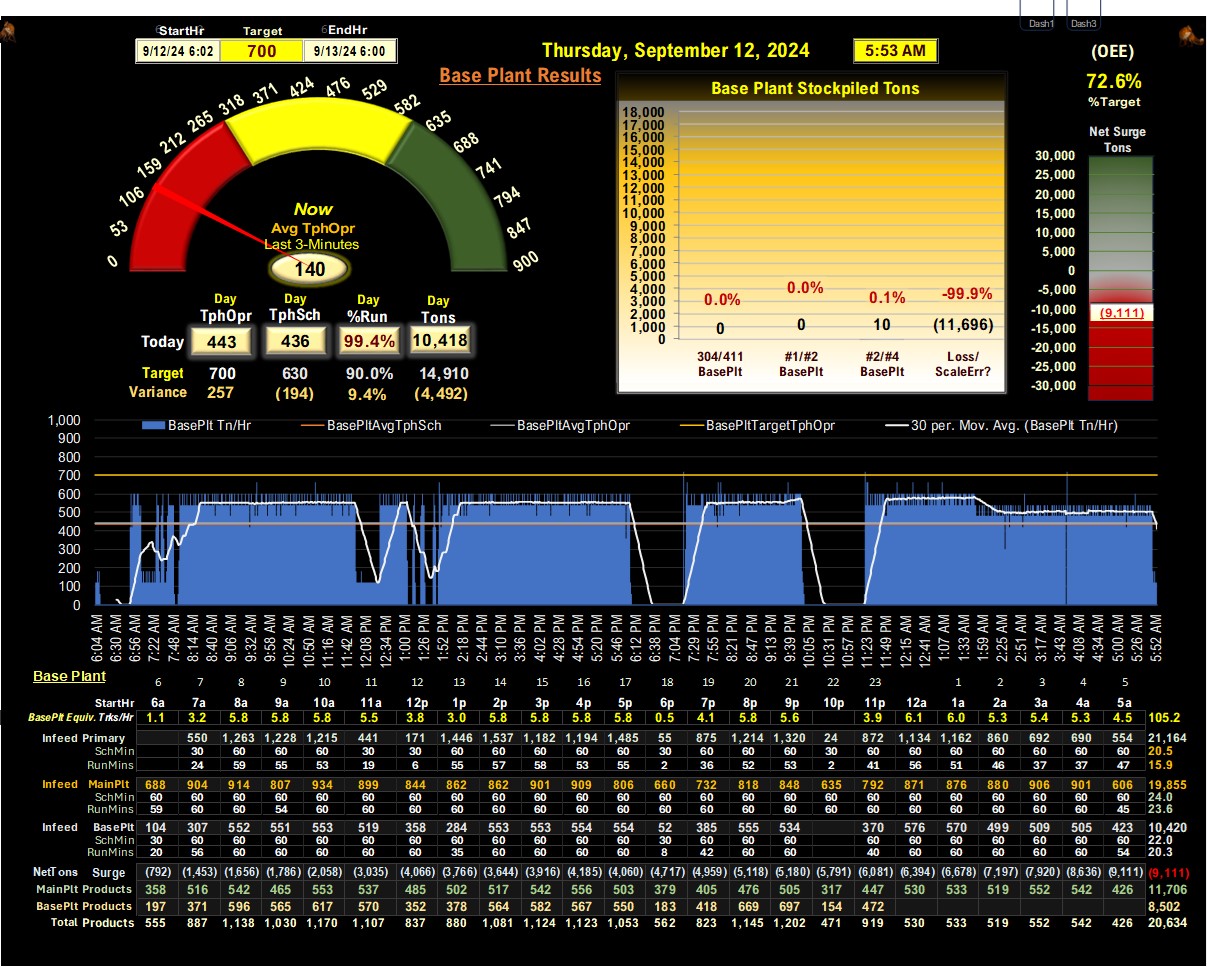 Dash1 Dash3
StartHr Target EndHr
9/12/24 6:02 700 9/13/24 6:00
Thursday, September 12, 2024 5:53 AM
(OEE)
72.6%
%Target
Base Plant Results
Base Plant Stockpiled Tons
0 53 106 159 212 265 318 371 424 476 529 582 635 688 741 794 847 900
Now
Avg TphOpr
Last 3-Minutes
140
18,000
17,000
16,000
15,000
14,000
13,000
12,000
11,000
10,000
9,000
8,000
7,000
6,000
5,000
4,000
3,000
2,000
1,000
0
0.0% 0.0% 0.1% -99.9%
0 0 10 (11,696)
304/411 #1/#2 #2/#4 Loss/
BasePlt BasePlt BasePlt ScaleErr?
Net Surge
Tons
30,000
25,000
20,000
15,000
10,000
5,000
0
-5,000
-10,000
-15,000
-20,000
-25,000
-30,000
(9,111)
Day Day Day Day
TphOpr TphSch %Run Tons
Today 443 436 99.4% 10,418
Target 700 630 90.0% 14,910
Variance 257 (194) 9.4% (4,492)
BasePlt Tn/Hr BasePltAvgTphSch BasePltAvgTphOpr BasePltTargetTphOpr 30 per. Mov. Avg. (BasePlt Tn/Hr)
1,000
900
800
700
600
500
400
300
200
100
0
6:04 AM 6:30 AM 6:56 AM 7:22 AM 7:48 AM 8:14 AM 8:40 AM 9:06 AM 9:32 AM 9:58 AM 10:24 AM 10:50 AM 11:16 AM 11:42 AM 12:08 PM 12:34 PM 1:00 PM 1:26 PM 1:52 PM 2:18 PM 2:44 PM 3:10 PM 3:36 PM 4:02 PM 4:28 PM 4:54 PM 5:20 PM 5:46 PM 6:12 PM 6:38 PM 7:04 PM 7:29 PM 7:55 PM 8:21 PM 8:47 PM 9:13 PM 9:39 PM 10:05 PM 10:31 PM 10:57 PM 11:23 PM 11:49 PM 12:15 AM 12:41 AM 1:07 AM 1:33 AM 1:59 AM 2:25 AM 2:51 AM 3:17 AM 3:43 AM 4:08 AM 4:34 AM 5:00 AM 5:26 AM 5:52 AM
Base Plant 6 7 8 9 10 11 12 13 14 15 16 17 18 19 20 21 22 23 1 2 3 4 5
StartHr 6a 7a 8a 9a 10a 11a 12p 1p 2p 3p 4p 5p 6p 7p 8p 9p 10p 11p 12a 1a 2a 3a 4a 5a
BasePlt Equiv. Trks/Hr 1.1 3.2 5.8 5.8 5.8 5.5 3.8 3.0 5.8 5.8 5.8 5.8 0.5 4.1 5.8 5.6 3.9 6.1 6.0 5.3 5.4 5.3 4.5 105.2
Infeed Primary 550 1,263 1,228 1,215 441 171 1,446 1,537 1,182 1,194 1,485 55 875 1,214 1,320 24 872 1,134 1,162 860 692 690 554 21,164
SchMin 30 60 60 60 30 30 60 60 60 60 60 30 60 60 60 30 60 60 60 60 60 60 60 20.5
RunMins 24 59 55 53 19 6 55 57 58 53 55 2 36 52 53 2 41 56 51 46 37 37 47 15.9
Infeed MainPlt 688 904 914 807 934 899 844 862 862 901 909 806 660 732 818 848 635 792 871 876 880 906 901 606 19,855
SchMin 60 60 60 60 60 60 60 60 60 60 60 60 60 60 60 60 60 60 60 60 60 60 60 60 24.0
RunMins 59 60 60 54 60 60 60 60 60 60 60 60 60 60 60 60 60 60 60 60 60 60 60 45 23.6
Infeed BasePlt 104 307 552 551 553 519 358 284 553 553 554 554 52 385 555 534 370 576 570 499 509 505 423 10,420
SchMin 30 60 60 60 60 60 60 60 60 60 60 60 30 60 60 60 60 60 60 60 60 60 60 22.0
RunMins 20 56 60 60 60 60 60 35 60 60 60 60 8 42 60 60 40 60 60 60 60 60 54 20.3
NetTons Surge (792) (1,453) (1,656) (1,786) (2,058) (3,035) (4,066) (3,766) (3,644) (3,916) (4,185) (4,060) (4,717) (4,959) (5,118) (5,180) (5,791) (6,081) (6,394) (6,678) (7,197) (7,920) (8,636) (9,111) (9,111)
MainPlt Products 358 516 542 465 553 537 485 502 517 542 556 503 379 405 476 505 317 447 530 533 519 552 542 426 11,706
BasePlt Products 197 371 596 565 617 570 352 378 564 582 567 550 183 418 669 697 154 472 8,502
Total Products 555 887 1,138 1,030 1,170 1,107 837 880 1,081 1,124 1,123 1,053 562 823 1,145 1,202 471 919 530 533 519 552 542 426 20,634